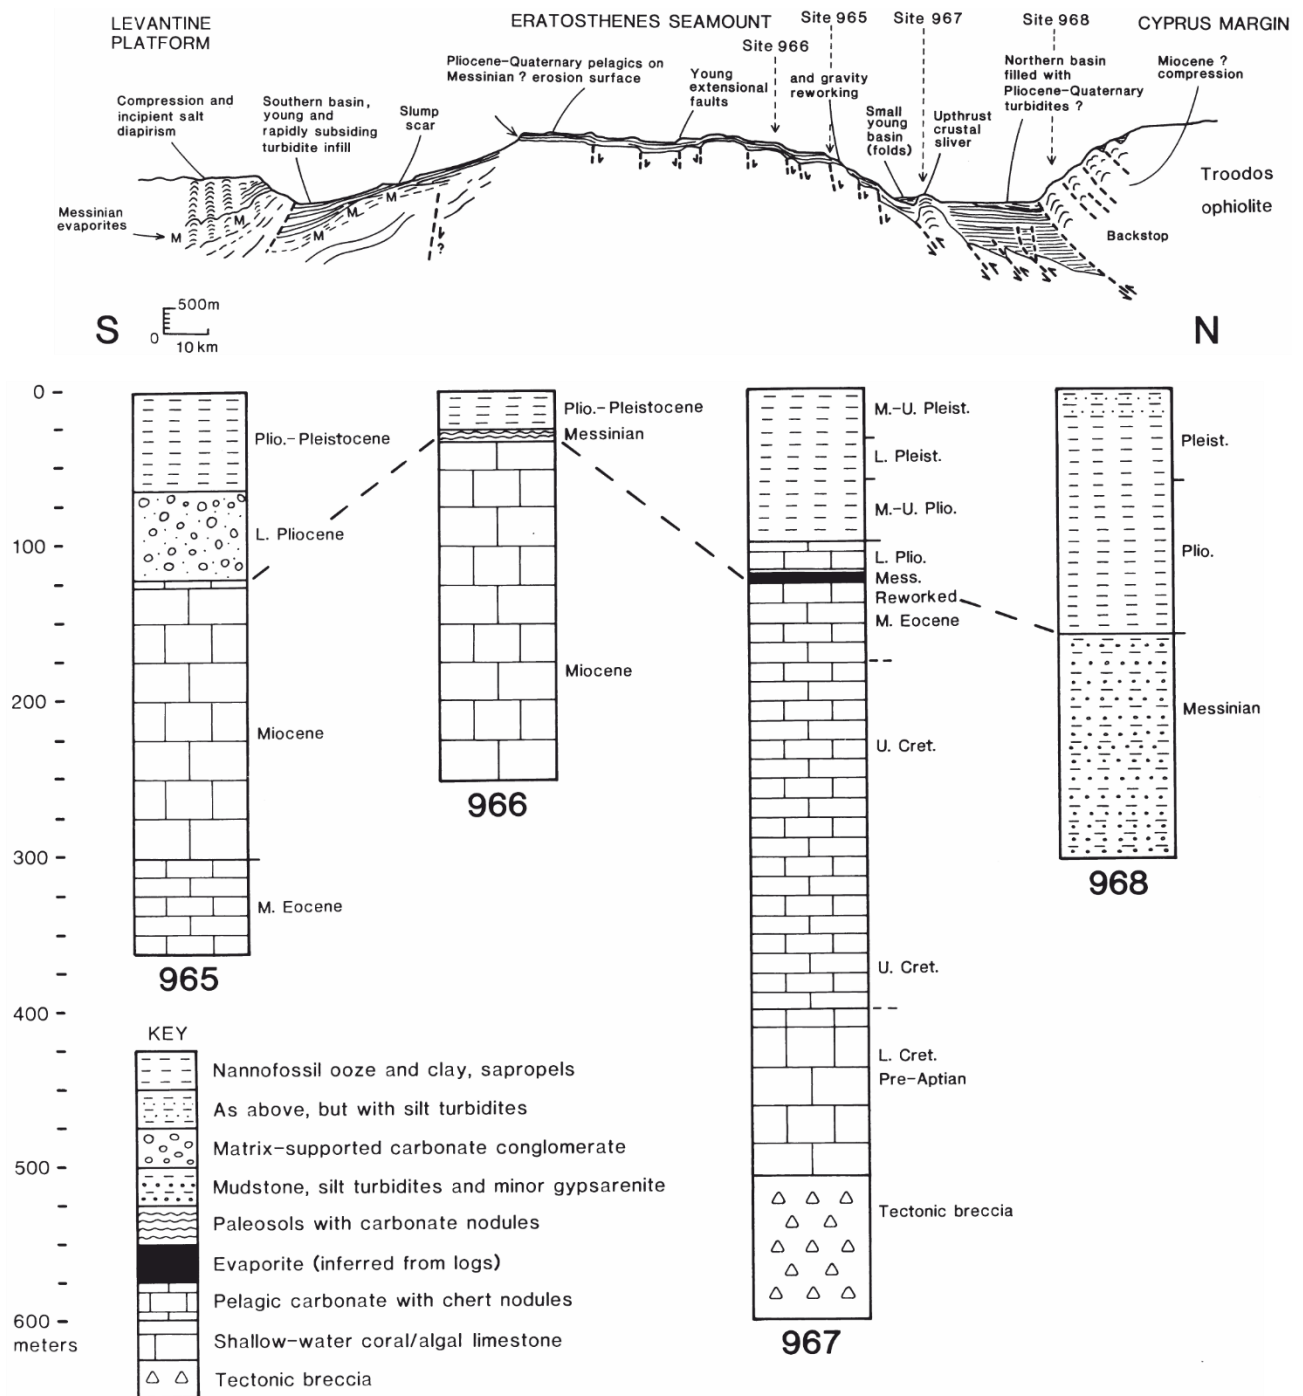 LEVANTINE
PLATFORM
ERATOSTHENES SEAMOUNT
Site 965
Site 967
Site 968
CYPRUS MARGIN
Site 966
Pliocene-Quaternary pelagics on
Messinian ? erosion surface
Young
extensional
faults
and gravity
reworking
Northern basin
filled with
Pliocene-Quaternary
turbidites ?
Miocene ?
compression
Compression and
incipient salt
diapirism
Southern basin,
young and
rapidly subsiding
turbidite infill
Slump
scar
Small
young
basin
(folds)
Upthrust
crustal
sliver
Troodos
ophiolite
Messinian
evaporites
M
M
M
M
M
?
Backstop
S
500m
0
10 km
N
0
100
200
300
400
500
600
meters
Plio.-Pleistocene
L. Pliocene
Miocene
M. Eocene
965
Plio.-Pleistocene
Messinian
Miocene
966
M.-U. Pleist.
L. Pleist.
M.-U. Plio.
L. Plio.
Mess.
Reworked
M. Eocene
U. Cret.
U. Cret.
L. Cret.
Pre-Aptian
Tectonic breccia
967
Pleist.
Plio.
Messinian
968
KEY
Nannofossil ooze and clay, sapropels
As above, but with silt turbidites
Matrix-supported carbonate conglomerate
Mudstone, silt turbidites and minor gypsarenite
Paleosols with carbonate nodules
Evaporite (inferred from logs)
Pelagic carbonate with chert nodules
Shallow-water coral/algal limestone
Tectonic breccia